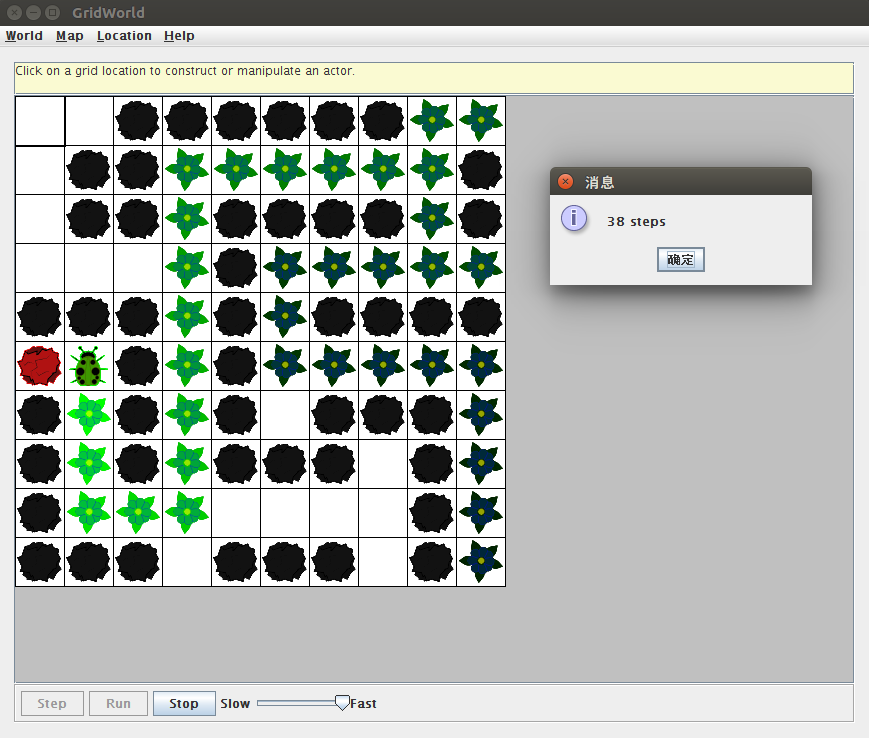 GridWorld
World Map Location Help
Click on a grid location to construct or manipulate an actor.
消息
38 steps
确定
Step Run Stop Slow Fast